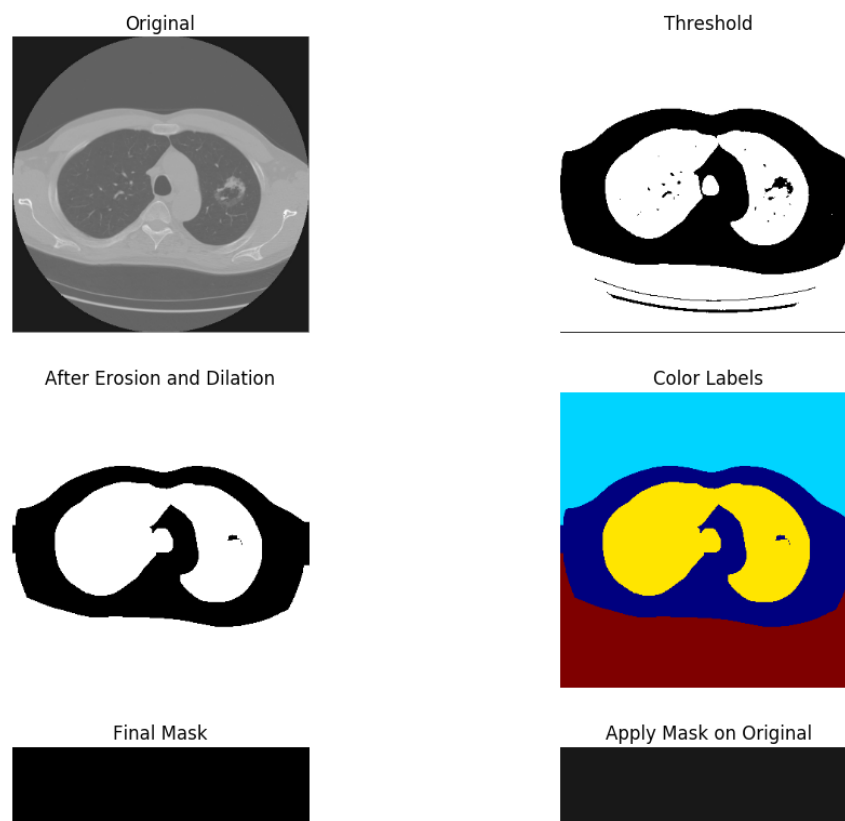 Original
Threshold
After Erosion and Dilation
Color Labels
Final Mask
Apply Mask on Original